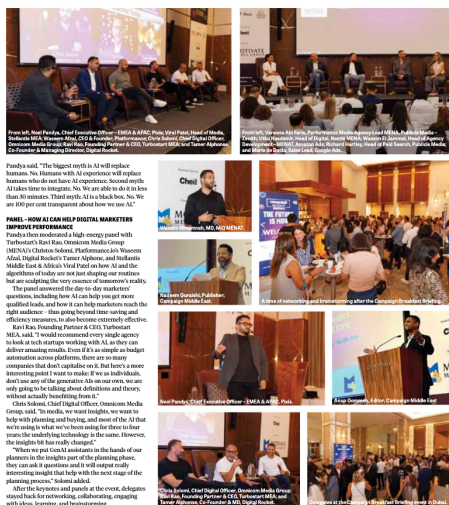 From left, Neel Pandya, Chief Executive Officer – EMEA & APAC; Pixis; Viral Patel, Head of Media,
Stellantis MEA; Waseem Afzal, CEO & Founder, Platformance; Chris Solomi, Chief Digital Officer,
Omnicom Media Group; Ravi Rao, Founding Partner & CEO, Turbostart MEA; and Tamer Alphonse,
Co-Founder & Managing Director, Digital Rocket.
From left, Vanessa Abi Faris, Performance Media Agency Lead MENA, Publicis Media –
Zenith; Utku Hasdemir, Head of Digital, Nestlé MENA; Wassim El Jammal, Head of Agency
Development – MENAT, Amazon Ads; Richard Hartley, Head of Paid Search, Publicis Media;
and Mario de Ducla, Sales Lead, Google Ads.
Pandya said, "The biggest myth is AI will replace
humans. No. Humans with AI experience will replace
humans who do not have AI experience. Second myth
AI takes time to integrate. No. We are able to do it in less
than 30 minutes. Third myth AI is a black box. No. We
are 100 per cent transparent about how we use AI."
PANEL – HOW AI CAN HELP DIGITAL MARKETERS
IMPROVE PERFORMANCE
Pandya then moderated a high-energy panel with
Turbostart's Ravi Rao, Omnicom Media Group
(MENA)'s Christos Solomi, Platformance.io's Waseem
Afzal, Digital Rocket's Tamer Alphone, and Stellantis
Middle East & Africa's Viral Patel on how AI and the
algorithms of today are not just shaping our routines
but are sculpting the very essence of tomorrow's reality.
The panel answered the day-to-day marketers'
questions, including how AI can help you get more
qualified leads, and how it can help marketers reach the
right audience – thus going beyond time-saving and
efficiency measures, to also become extremely effective.
Ravi Rao, Founding Partner & CEO, Turbostart
MEA, said, "I would recommend every single agency
to look at tech startups working with AI, as they can
deliver amazing results. Even if it's as simple as budget
automation across platforms, there are so many
companies that don't capitalise on it. But here's a more
interesting point I want to make: If we as individuals,
don't use any of the generative AIs on our own, we are
only going to be talking about definitions and theory,
without actually benefitting from it."
Chris Solomi, Chief Digital Officer, Omnicom Media
Group, said, "In media, we want insights, we want to
help with planning and buying, and most of the AI that
we're using is what we've been using for three to four
years; the underlying technology is the same. However,
the insights bit has really changed."
"When we put GenAI assistants in the hands of our
planners in the insights part of the planning phase,
they can ask it questions and it will output really
interesting insight that help with the next stage of the
planning process," Solomi added.
After the keynotes and panels at the event, delegates
stayed back for networking, collaborating, engaging
with ideas, learning, and brainstorming.
Cheil
MD, MiQ MENAT.
Cheil
Nadeem Quraishi, Publisher,
Campaign Middle East.
A time of networking and brainstorming after the Campaign Breakfast Briefing.
Neel Pandya, Chief Executive Officer – EMEA & APAC, Pixis.
Anup Oommen, Editor, Campaign Middle East
Chris Solomi, Chief Digital Officer, Omnicom Media Group;
Ravi Rao, Founding Partner & CEO, Turbostart MEA; and
Tamer Alphonse, Co-Founder & MD, Digital Rocket.
Delegates at the Campaign Breakfast Briefing event in Dubai.